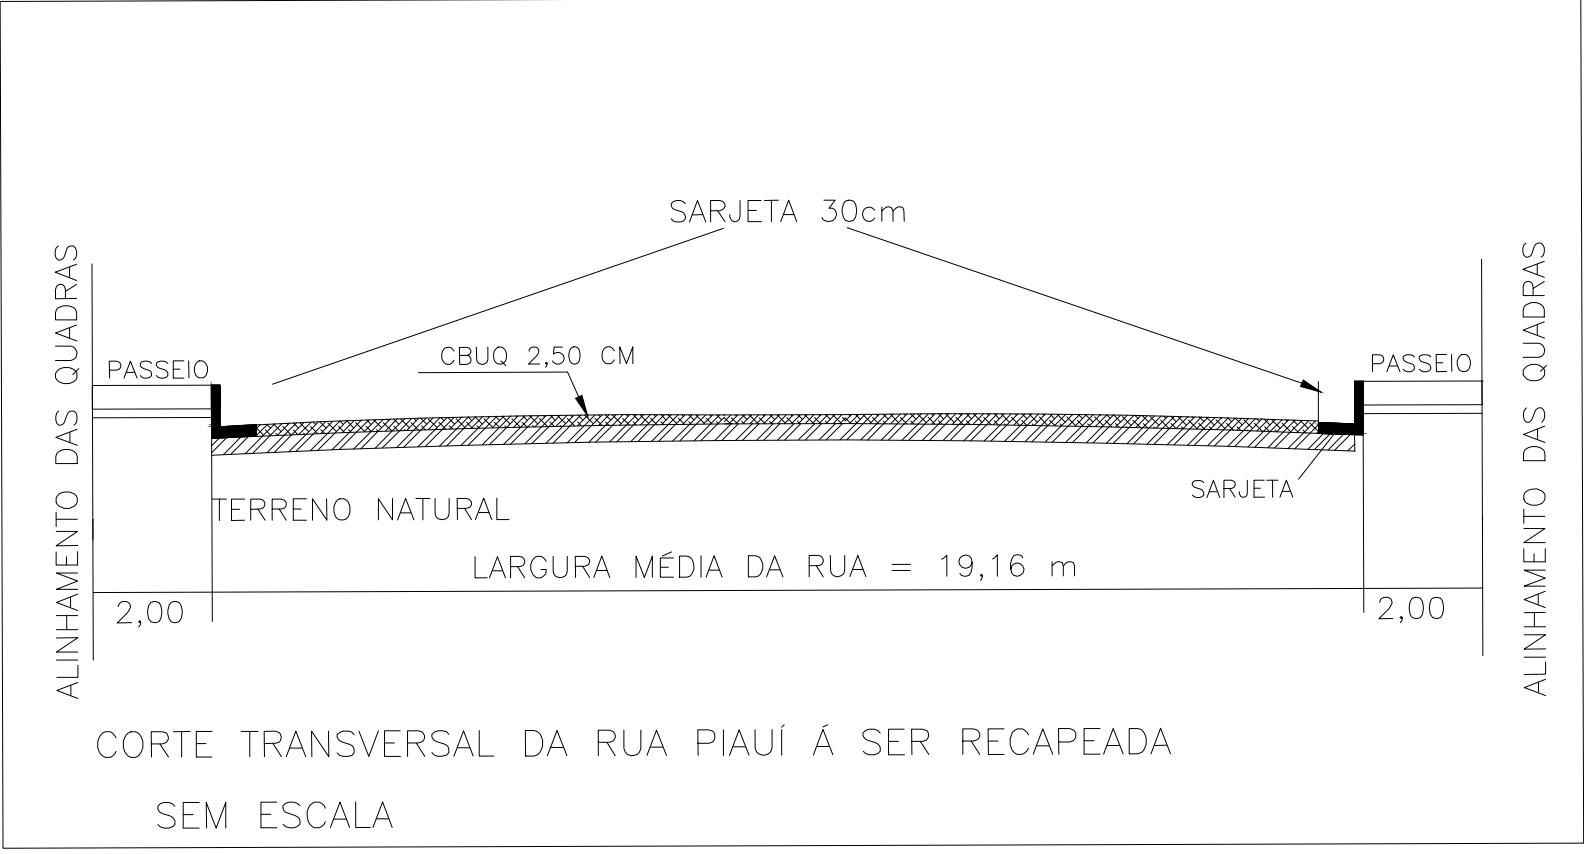 SARJETA 30cm
ALINHAMENTO DAS QUADRAS
ALINHAMENTO DAS QUADRAS
CBUQ 2,50 CM
PASSEIO
PASSEIO
SARJETA
TERRENO NATURAL
LARGURA MÉDIA DA RUA = 19,16 m
2,00
2,00
CORTE TRANSVERSAL DA RUA PIAUÍ Á SER RECAPEADA
SEM ESCALA